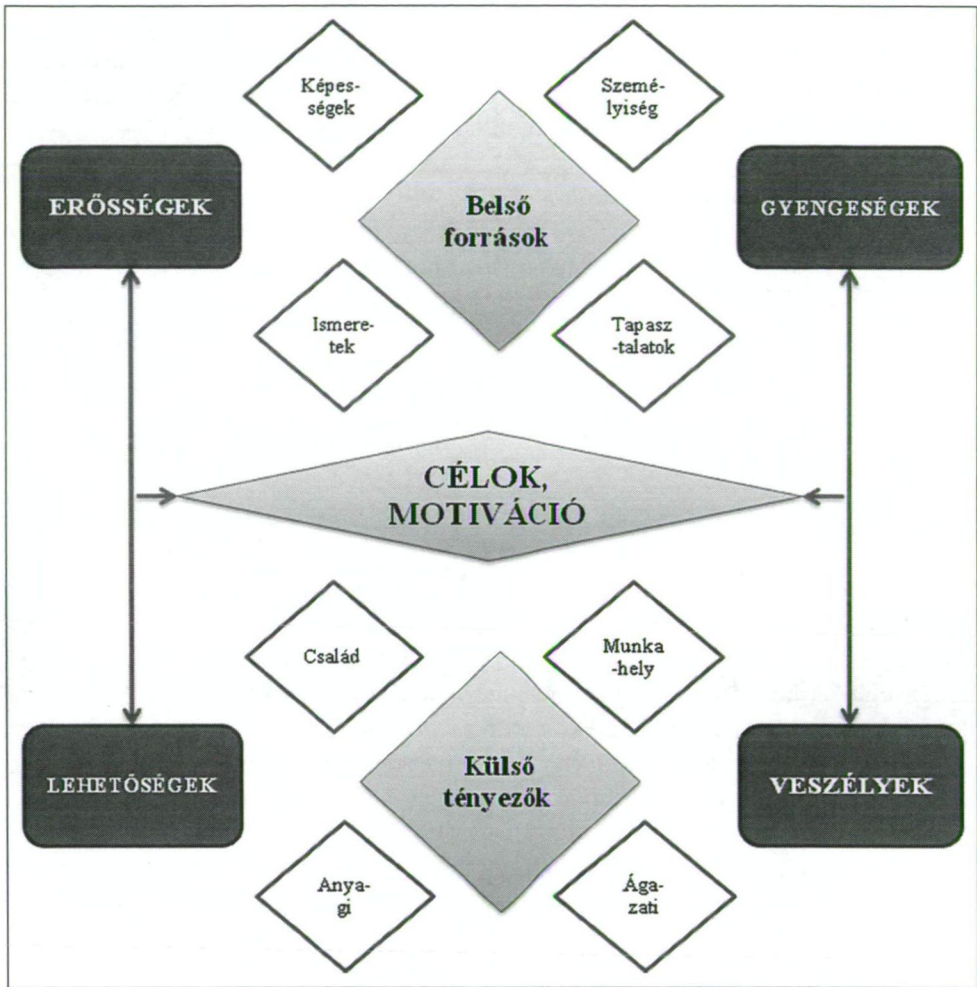 Képes-
ségek
Szemé-
lyiség
ERŐSSÉGEK
Belső
források
GYENGESÉGEK
Ismere-
tek
Tapasz
-talatok
CÉLOK,
MOTIVÁCIÓ
Család
Munka
-hely
LEHETŐSÉGEK
Külső
tényezők
VESZÉLYEK
Anya-
gi
Ága-
zati